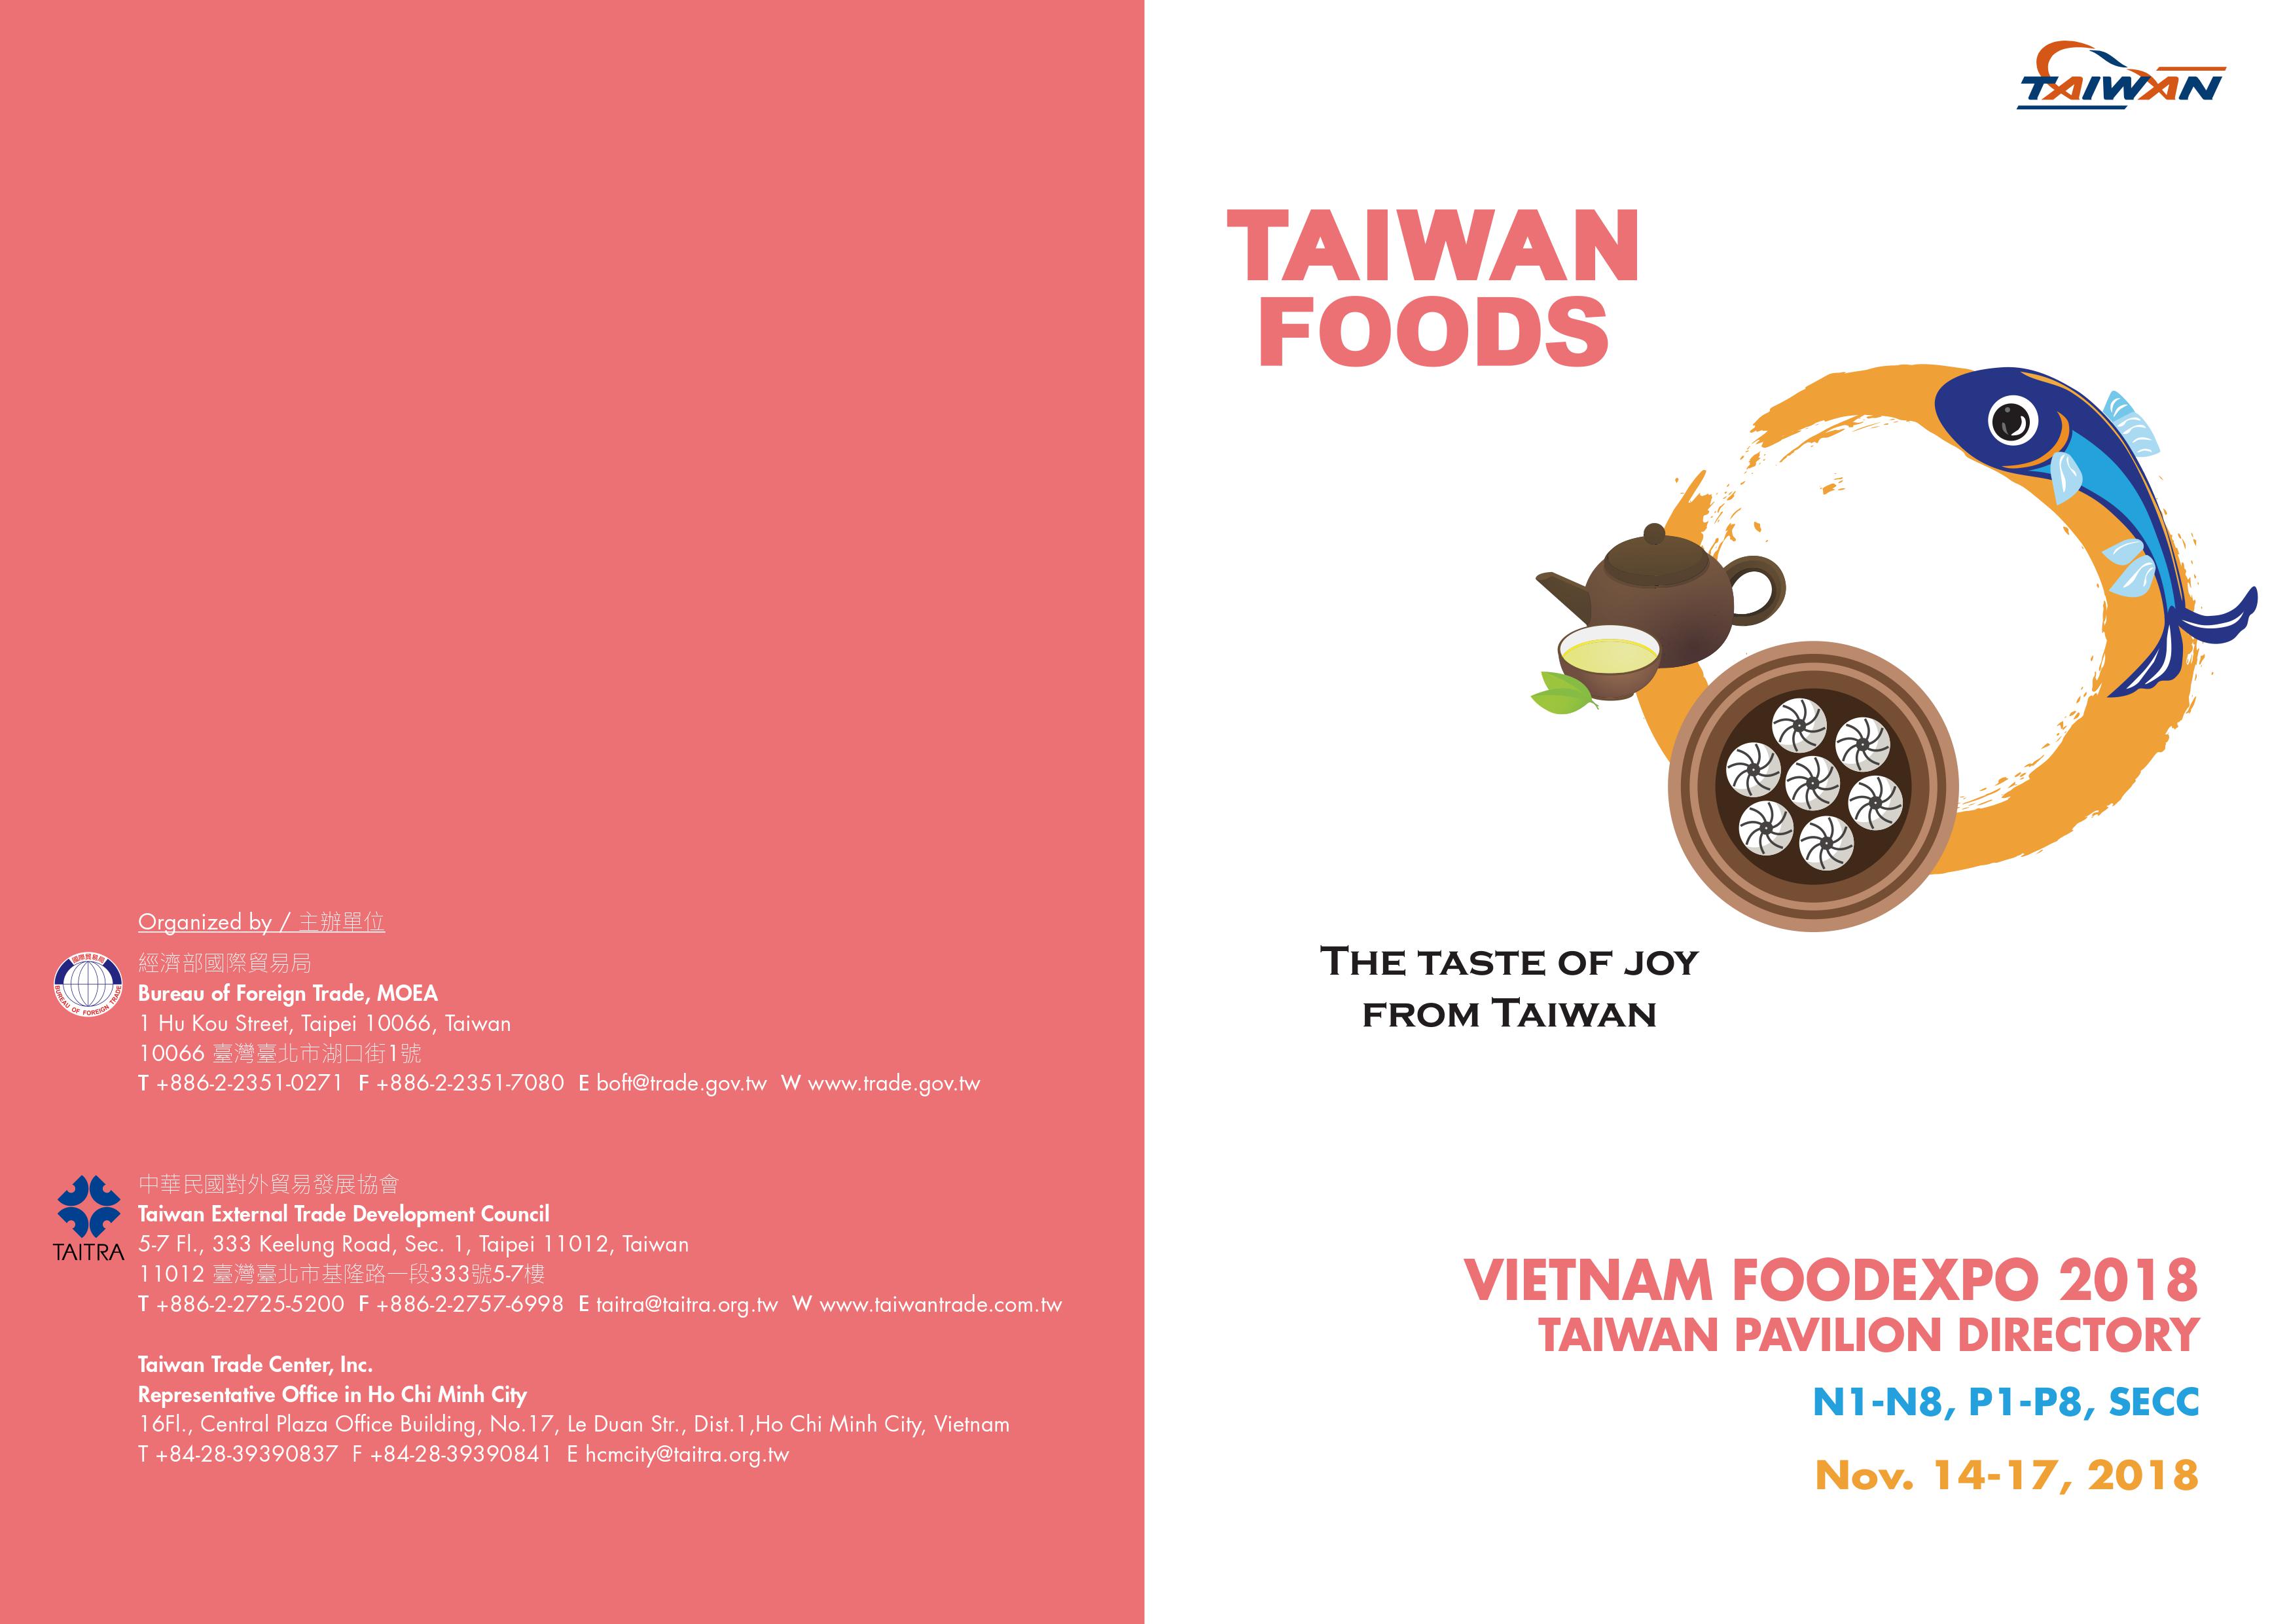 Organized by / 主辦單位
國際貿易局
BUREAU OF FOREIGN TRADE
經濟部國際貿易局
Bureau of Foreign Trade, MOEA
1 Hu Kou Street, Taipei 10066, Taiwan
10066 臺灣臺北市湖口街1號
T +886-2-2351-0271 F +886-2-2351-7080 E boft@trade.gov.tw W www.trade.gov.tw
TAITRA
中華民國對外貿易發展協會
Taiwan External Trade Development Council
5-7 Fl., 333 Keelung Road, Sec. 1, Taipei 11012, Taiwan
11012 臺灣臺北市基隆路一段333號5-7樓
T +886-2-2725-5200 F +886-2-2757-6998 E taitra@taitra.org.tw W www.taiwantrade.com.tw
Taiwan Trade Center, Inc.
Representative Office in Ho Chi Minh City
16Fl., Central Plaza Office Building, No.17, Le Duan Str., Dist.1,Ho Chi Minh City, Vietnam
T +84-28-39390837 F +84-28-39390841 E hcmcity@taitra.org.tw
TAIWAN
TAIWAN
FOODS
THE TASTE OF JOY
FROM TAIWAN
VIETNAM FOODEXPO 2018
TAIWAN PAVILION DIRECTORY
N1-N8, P1-P8, SECC
Nov. 14-17, 2018